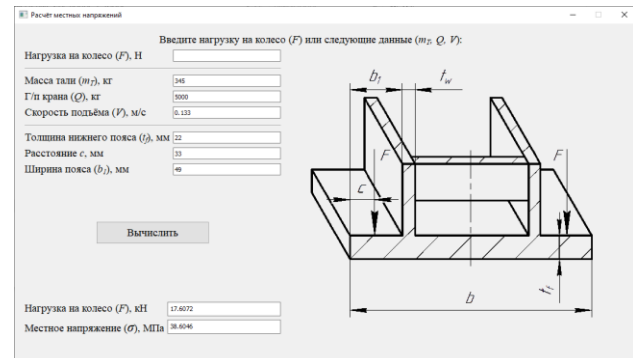 Расчёт местных напряжений
Введите нагрузку на колесо (F) или следующие данные (mT, Q, V):
Нагрузка на колесо (F), Н
Масса тали (mT), кг 345
Г/п крана (Q), кг 5000
Скорость подъёма (V), м/с 0.133
Толщина нижнего пояса (tf), мм 22
Расстояние c, мм 33
Ширина пояса (b1), мм 49
Вычислить
Нагрузка на колесо (F), кН 17.6072
Местное напряжение (σ), МПа 38.6046
b1 tw
F F
c
b
tf